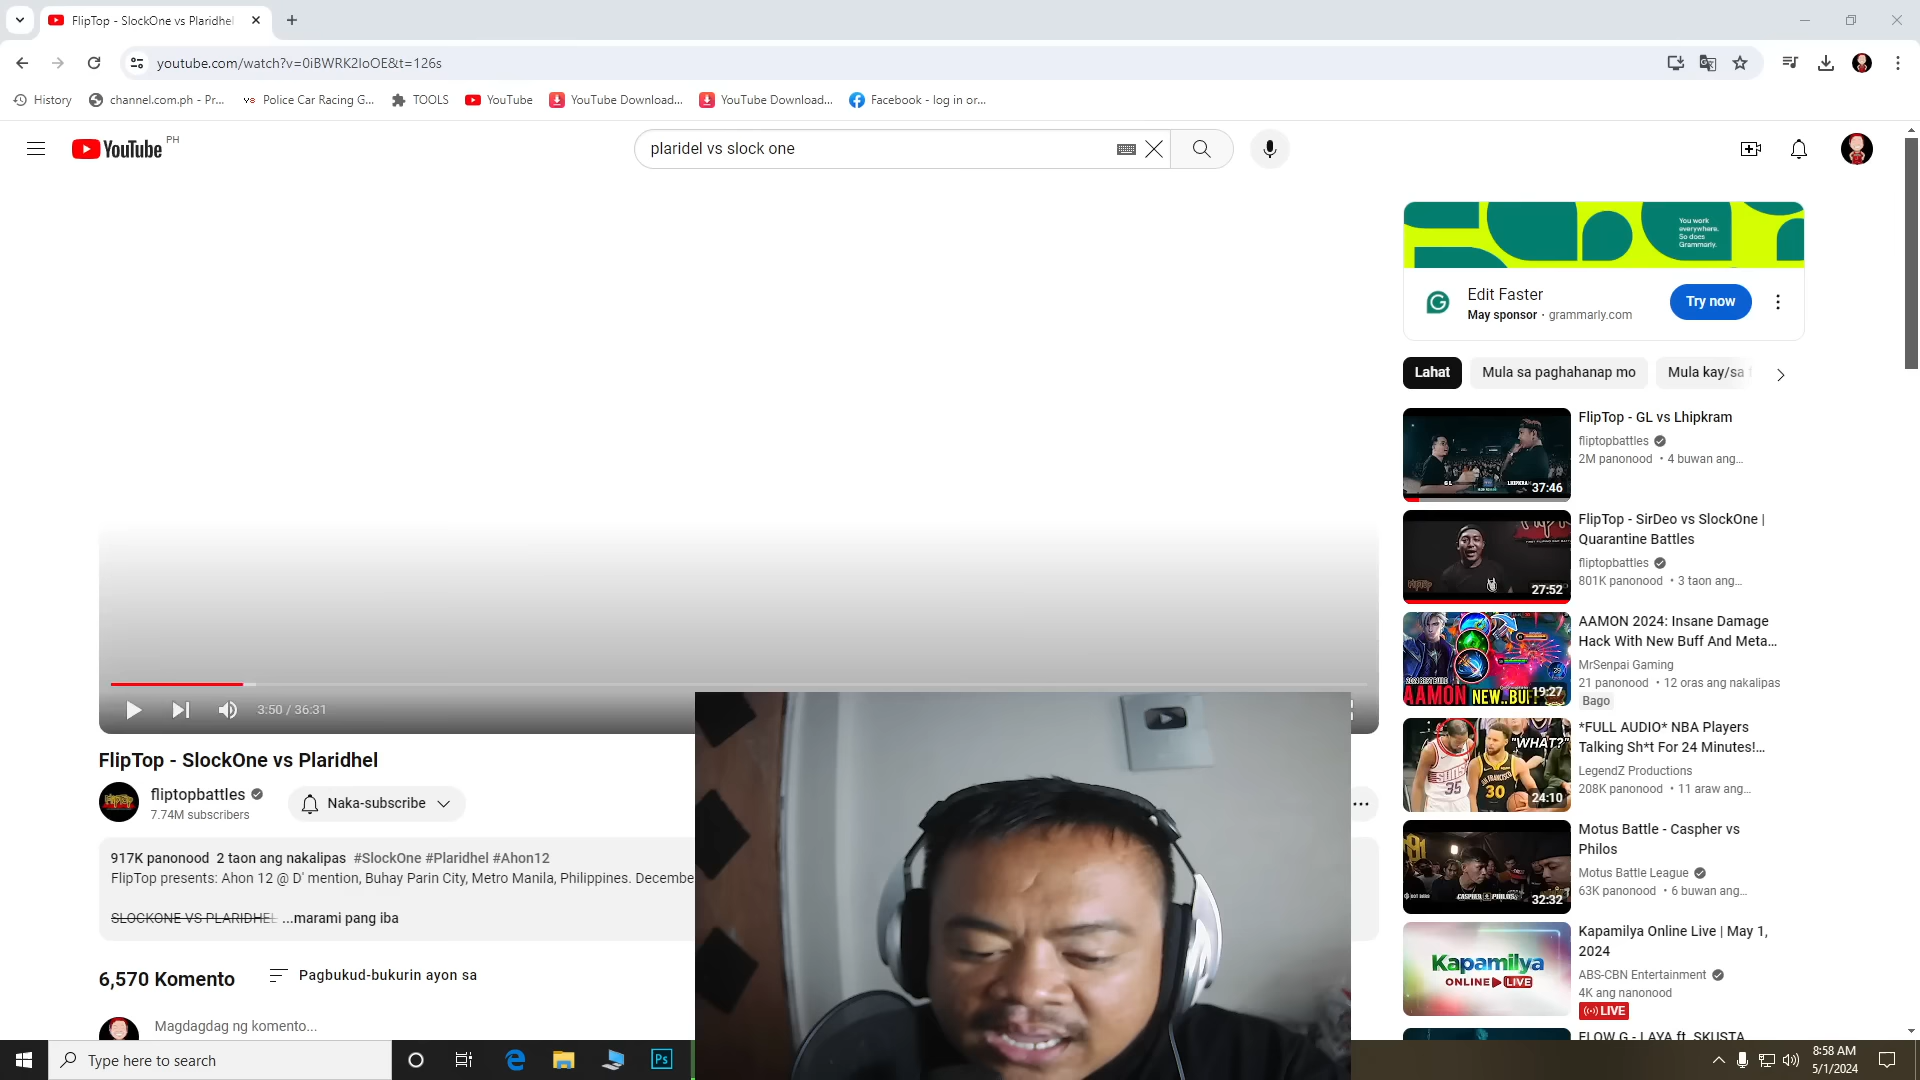 FlipTop - SlockOne vs Plaridhel
youtube.com/watch?v=0iBWRK2IoOE&t=126s
History
channel.com.ph - Pr...
Police Car Racing G...
TOOLS
YouTube
YouTube Download...
YouTube Download...
Facebook - log in or...
YouTube PH
plaridel vs slock one
You work
everywhere.
So does
Grammarly.
Edit Faster
May sponsor · grammarly.com
Try now
Lahat
Mula sa paghahanap mo
Mula kay/sa
3:50 / 36:31
FlipTop - SlockOne vs Plaridhel
fliptopbattles
7.74M subscribers
Naka-subscribe
917K panonood 2 taon ang nakalipas #SlockOne #Plaridhel #Ahon12
FlipTop presents: Ahon 12 @ D' mention, Buhay Parin City, Metro Manila, Philippines. Decembe
SLOCKONE VS PLARIDHEL ...marami pang iba
6,570 Komento
Pagbukud-bukurin ayon sa
Magdagdag ng komento...
GL
37:46
FlipTop - GL vs Lhipkram
fliptopbattles
2M panonood • 4 buwan ang...
27:52
FlipTop - SirDeo vs SlockOne |
Quarantine Battles
fliptopbattles
801K panonood • 3 taon ang...
AAMON NEW..BU
19:27
AAMON 2024: Insane Damage
Hack With New Buff And Meta...
MrSenpai Gaming
21 panonood • 12 oras ang nakalipas
Bago
"WHAT?"
SUNS
35
30
24:10
*FULL AUDIO* NBA Players
Talking Sh*t For 24 Minutes!...
LegendZ Productions
208K panonood • 11 araw ang...
CASPHER VS PHILOS
32:32
Motus Battle - Caspher vs
Philos
Motus Battle League
63K panonood • 6 buwan ang...
Kapamilya
ONLINE LIVE
Kapamilya Online Live | May 1,
2024
ABS-CBN Entertainment
4K ang nanonood
LIVE
FLOW G - LAYA ft. SKUSTA
Type here to search
Ps
8:58 AM
5/1/2024